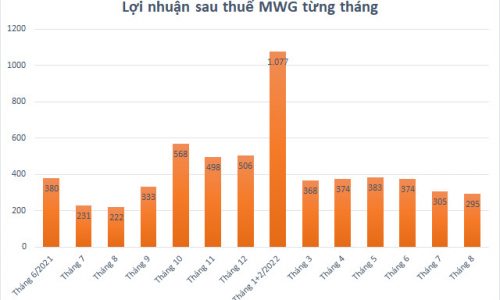 Lợi nhuận sau thuế MWG từng tháng
1200
1000
800
600
400
200
0
380
231
222
333
568
498
506
1.077
368
374
383
374
305
295
Tháng 6/2021
Tháng 7
Tháng 8
Tháng 9
Tháng 10
Tháng 11
Tháng 12
Tháng 1+2/2022
Tháng 3
Tháng 4
Tháng 5
Tháng 6
Tháng 7
Tháng 8